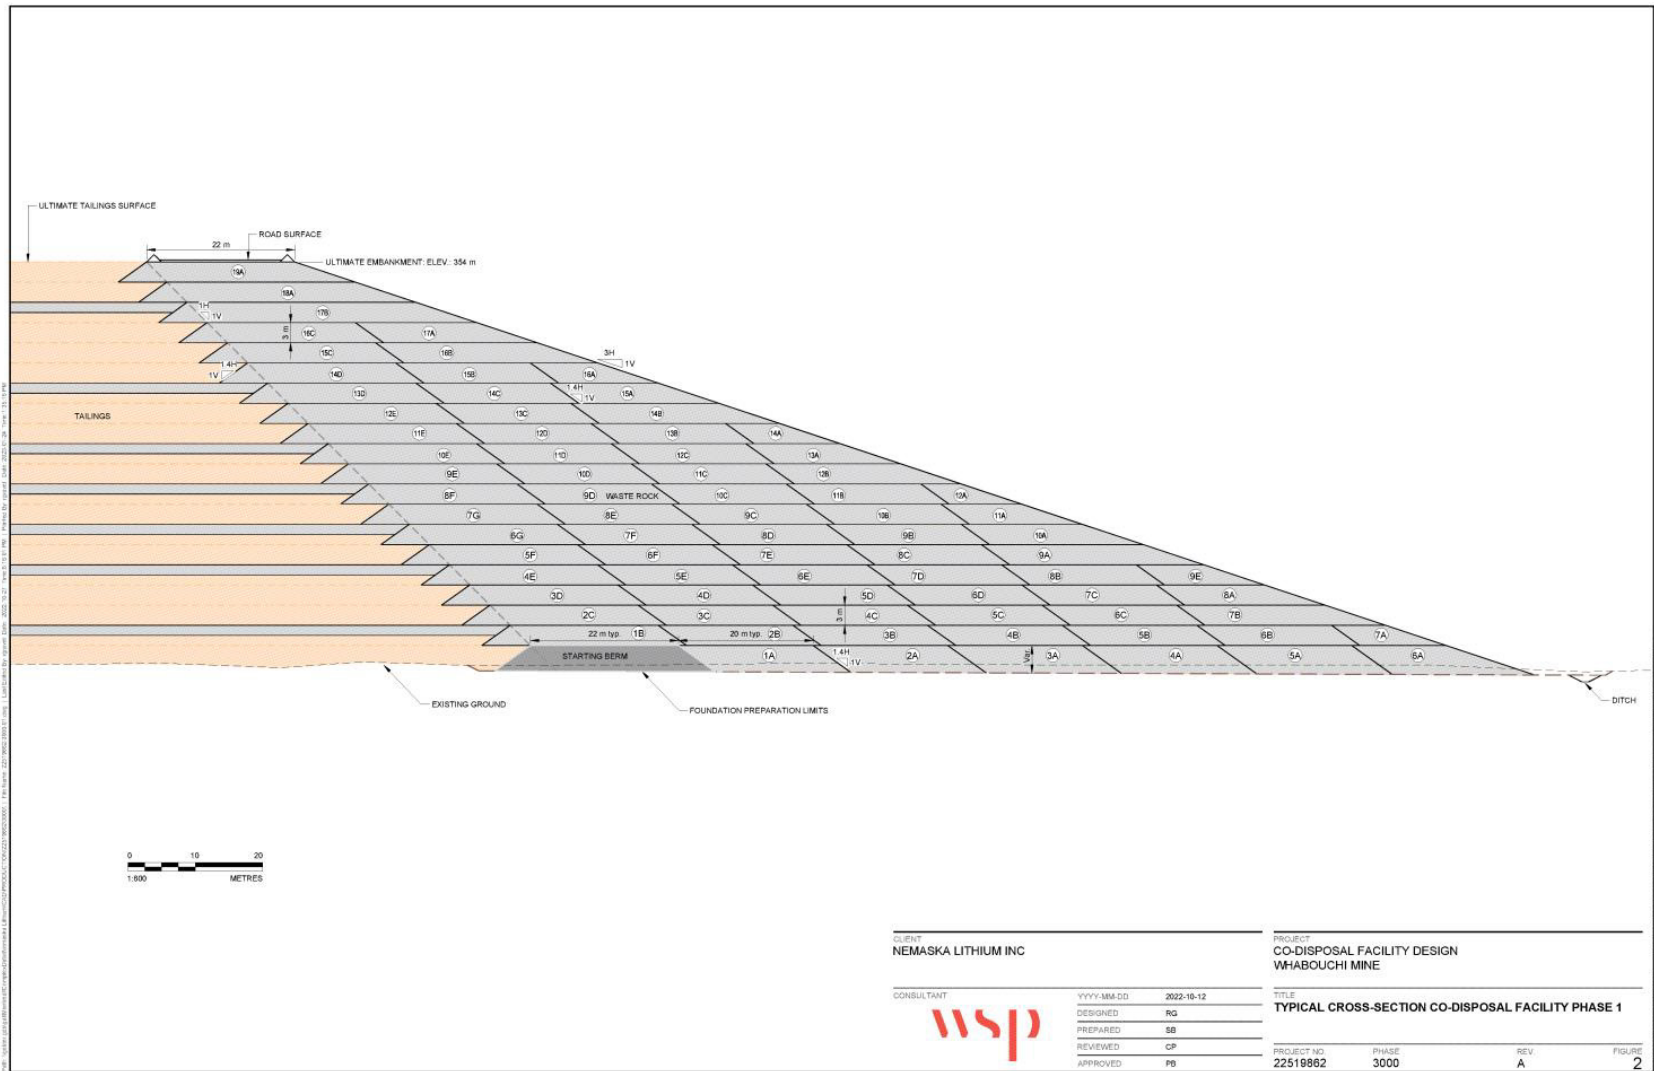 ULTIMATE TAILINGS SURFACE
ROAD SURFACE
22 m
ULTIMATE EMBANKMENT: ELEV.: 354 m
19A
18A
1H
1V
17B
3 m
16C
17A
15C
16B
3H
1V
1.4H
1V
14D
15B
16A
13D
14C
1.4H
1V
15A
TAILINGS
12E
13C
14B
11E
12D
13B
14A
10E
11D
12C
13A
9E
10D
11C
12B
8F
9D
WASTE ROCK
10C
11B
12A
7G
8E
9C
10B
11A
6G
7F
8D
9B
10A
5F
6F
7E
8C
9A
4E
5E
6E
7D
8B
9E
3D
4D
5D
6D
7C
8A
2C
3C
3 m
4C
5C
6C
7B
22 m typ.
1B
20 m typ.
2B
3B
4B
5B
6B
7A
STARTING BERM
1A
1.4H
1V
2A
Var.
3A
4A
5A
6A
EXISTING GROUND
FOUNDATION PREPARATION LIMITS
DITCH
0 10 20
1:600 METRES
CLIENT
NEMASKA LITHIUM INC
PROJECT
CO-DISPOSAL FACILITY DESIGN
WHABOUCHI MINE
CONSULTANT
wsp
YYYY-MM-DD 2022-10-12
DESIGNED RG
PREPARED SB
REVIEWED CP
APPROVED PB
TITLE
TYPICAL CROSS-SECTION CO-DISPOSAL FACILITY PHASE 1
PROJECT NO. PHASE REV. FIGURE
22519862 3000 A 2